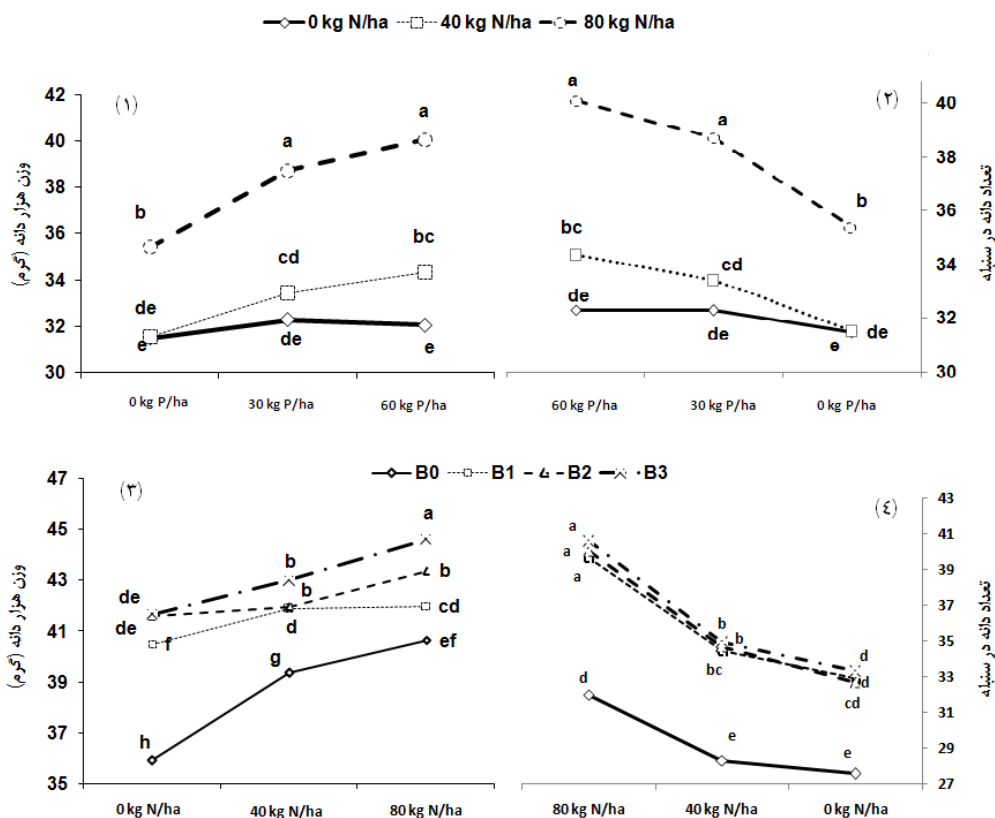 0 kg N/ha 40 kg N/ha 80 kg N/ha
(۱)
وزن هزار دانه (گرم)
42
40
38
36
34
32
30
a
a
b
bc
cd
de
e
de
e
0 kg P/ha 30 kg P/ha 60 kg P/ha
(۲)
تعداد دانه در سنبله
40
38
36
34
32
30
a
a
b
bc
cd
de
de
e
de
60 kg P/ha 30 kg P/ha 0 kg P/ha
B0 B1 B2 B3
(۳)
وزن هزار دانه (گرم)
47
45
43
41
39
37
35
a
b
b
b
de
de
d
cd
f
g
ef
h
0 kg N/ha 40 kg N/ha 80 kg N/ha
(٤)
تعداد دانه در سنبله
43
41
39
37
35
33
31
29
27
a
a
a
b
b
bc
d
d
cd
d
e
e
80 kg N/ha 40 kg N/ha 0 kg N/ha